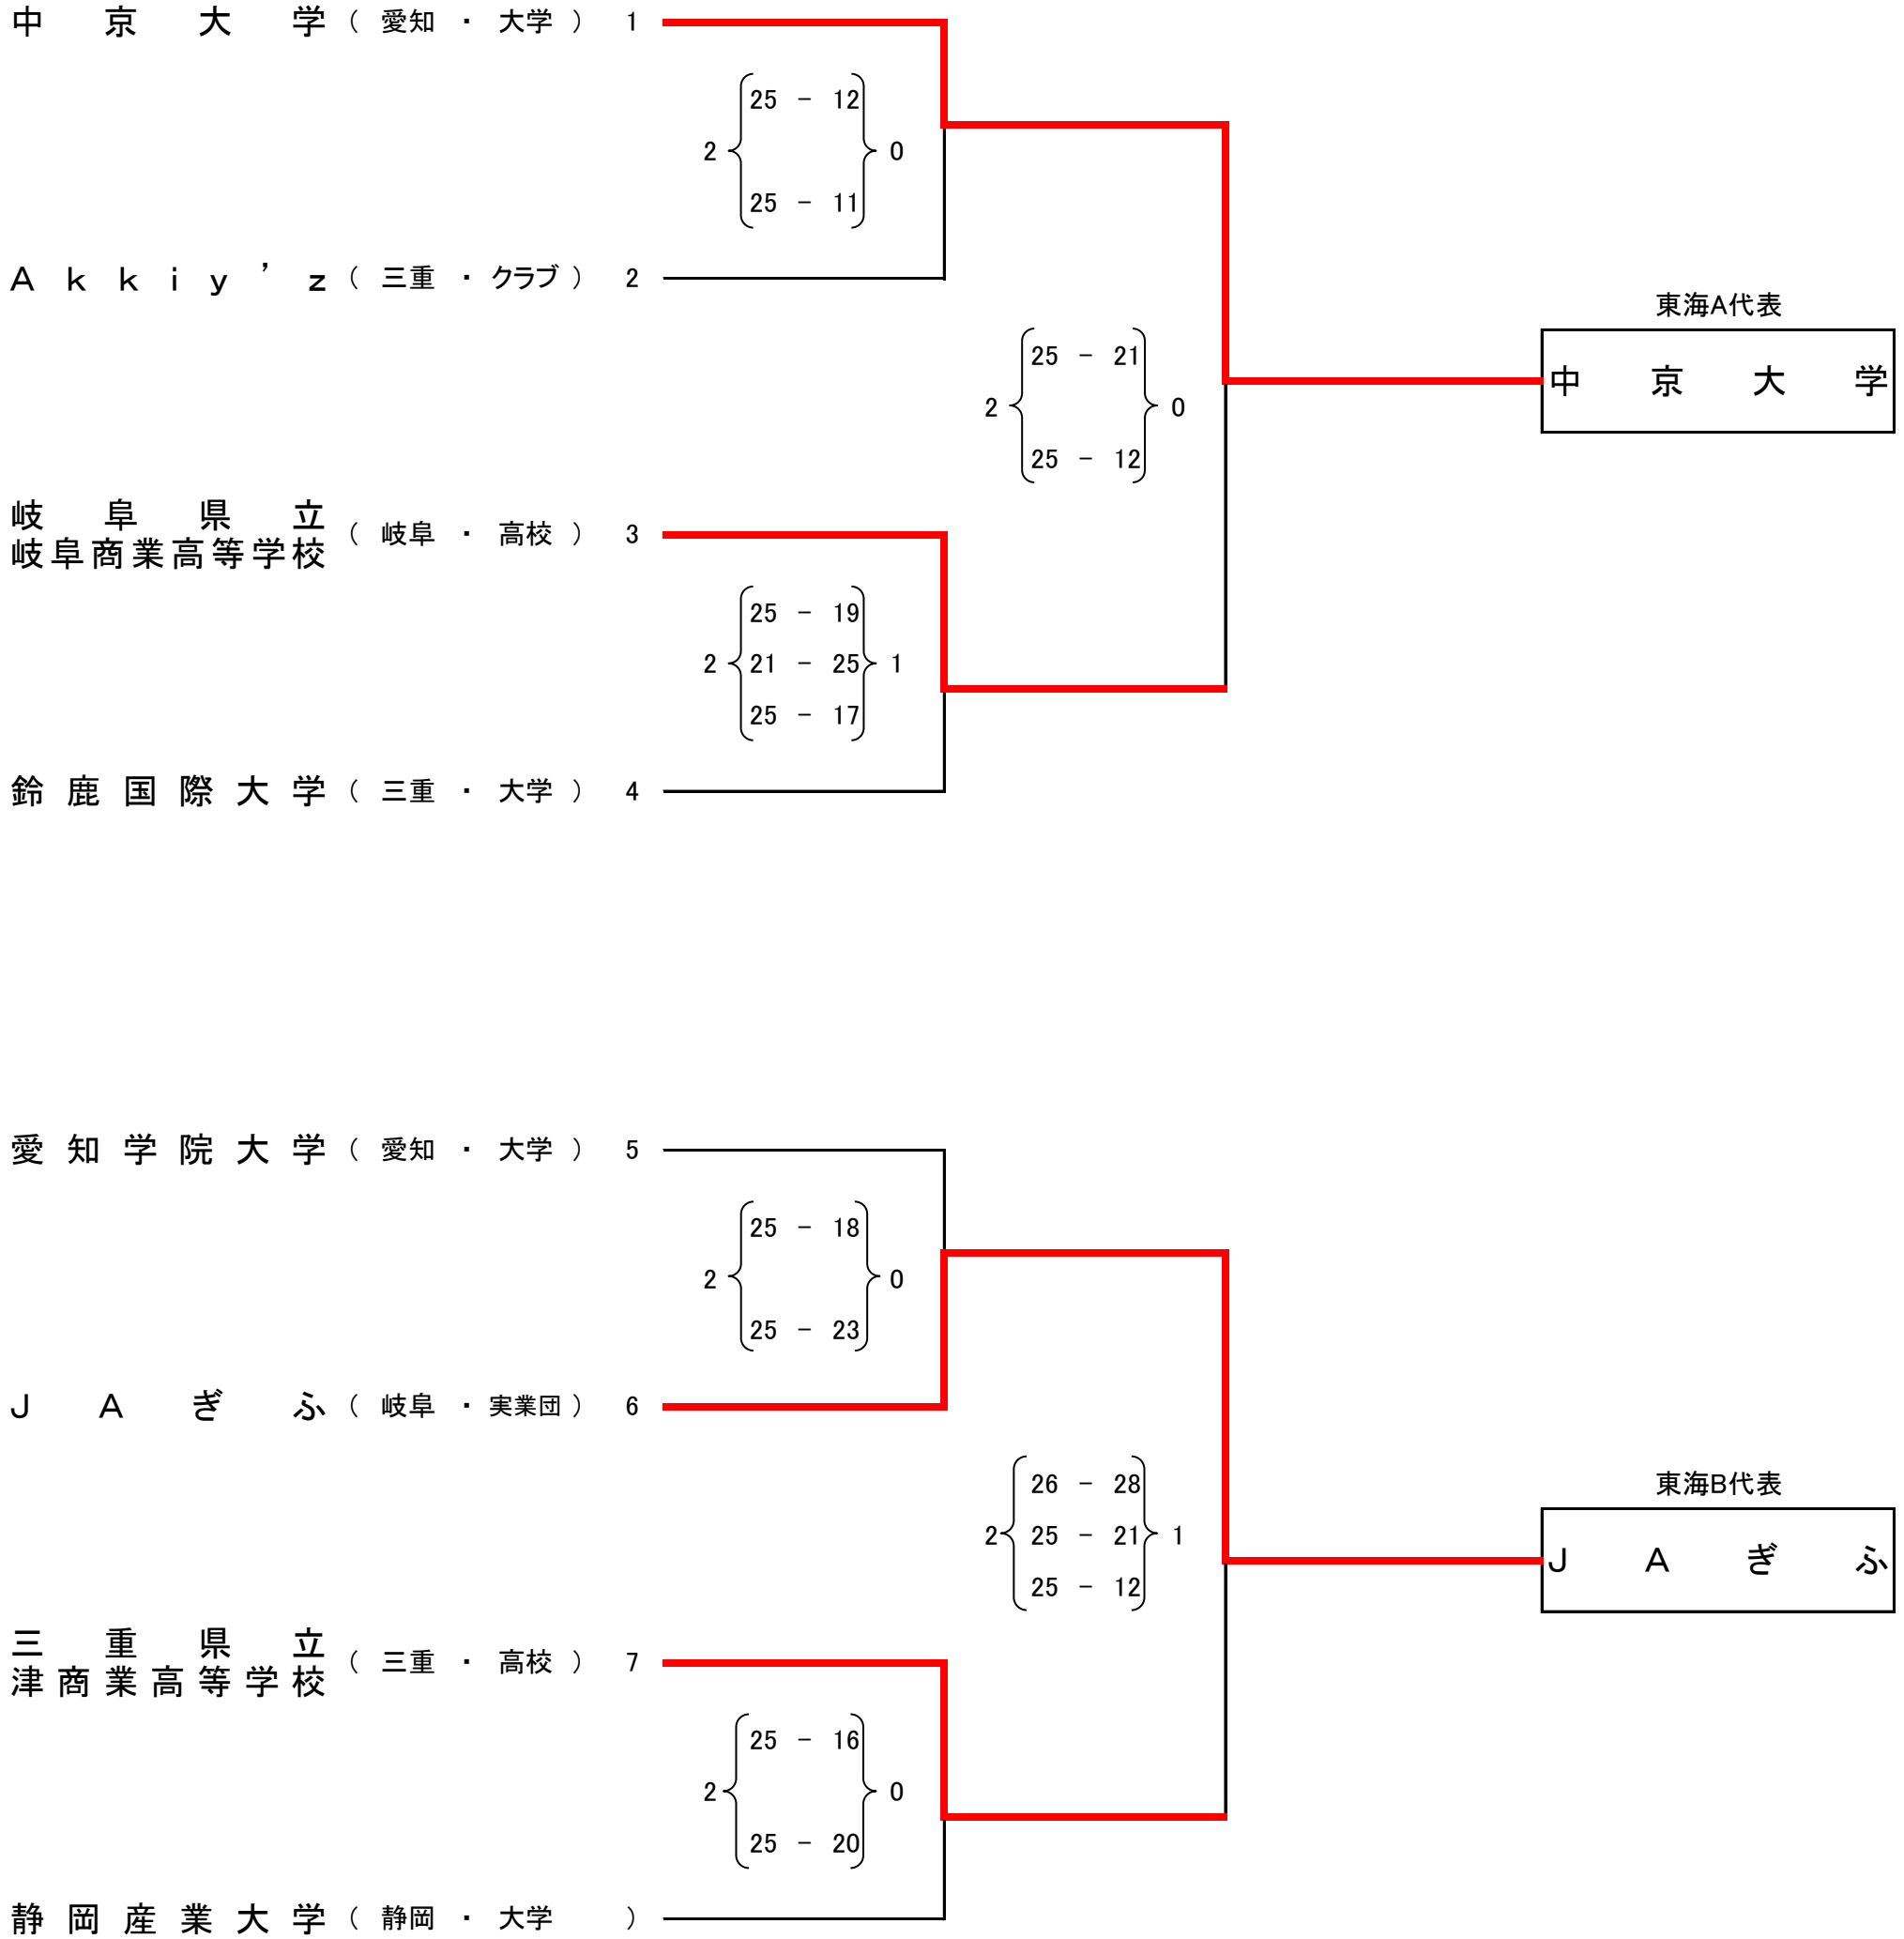 中京大学 （ 愛知 ・ 大学 ） 1
25 － 12
2 0
25 － 11
Ａｋｋｉｙ’ｚ （ 三重 ・ クラブ ） 2
東海A代表
25 － 21
中京大学
2 0
25 － 12
岐阜県立
岐阜商業高等学校 （ 岐阜 ・ 高校 ） 3
25 － 19
2 21 － 25 1
25 － 17
鈴鹿国際大学 （ 三重 ・ 大学 ） 4
愛知学院大学 （ 愛知 ・ 大学 ） 5
25 － 18
2 0
25 － 23
ＪＡぎふ （ 岐阜 ・ 実業団 ） 6
東海B代表
26 － 28
2 25 － 21 1
ＪＡぎふ
25 － 12
三重県立
津商業高等学校 （ 三重 ・ 高校 ） 7
25 － 16
2 0
25 － 20
静岡産業大学 （ 静岡 ・ 大学 ）